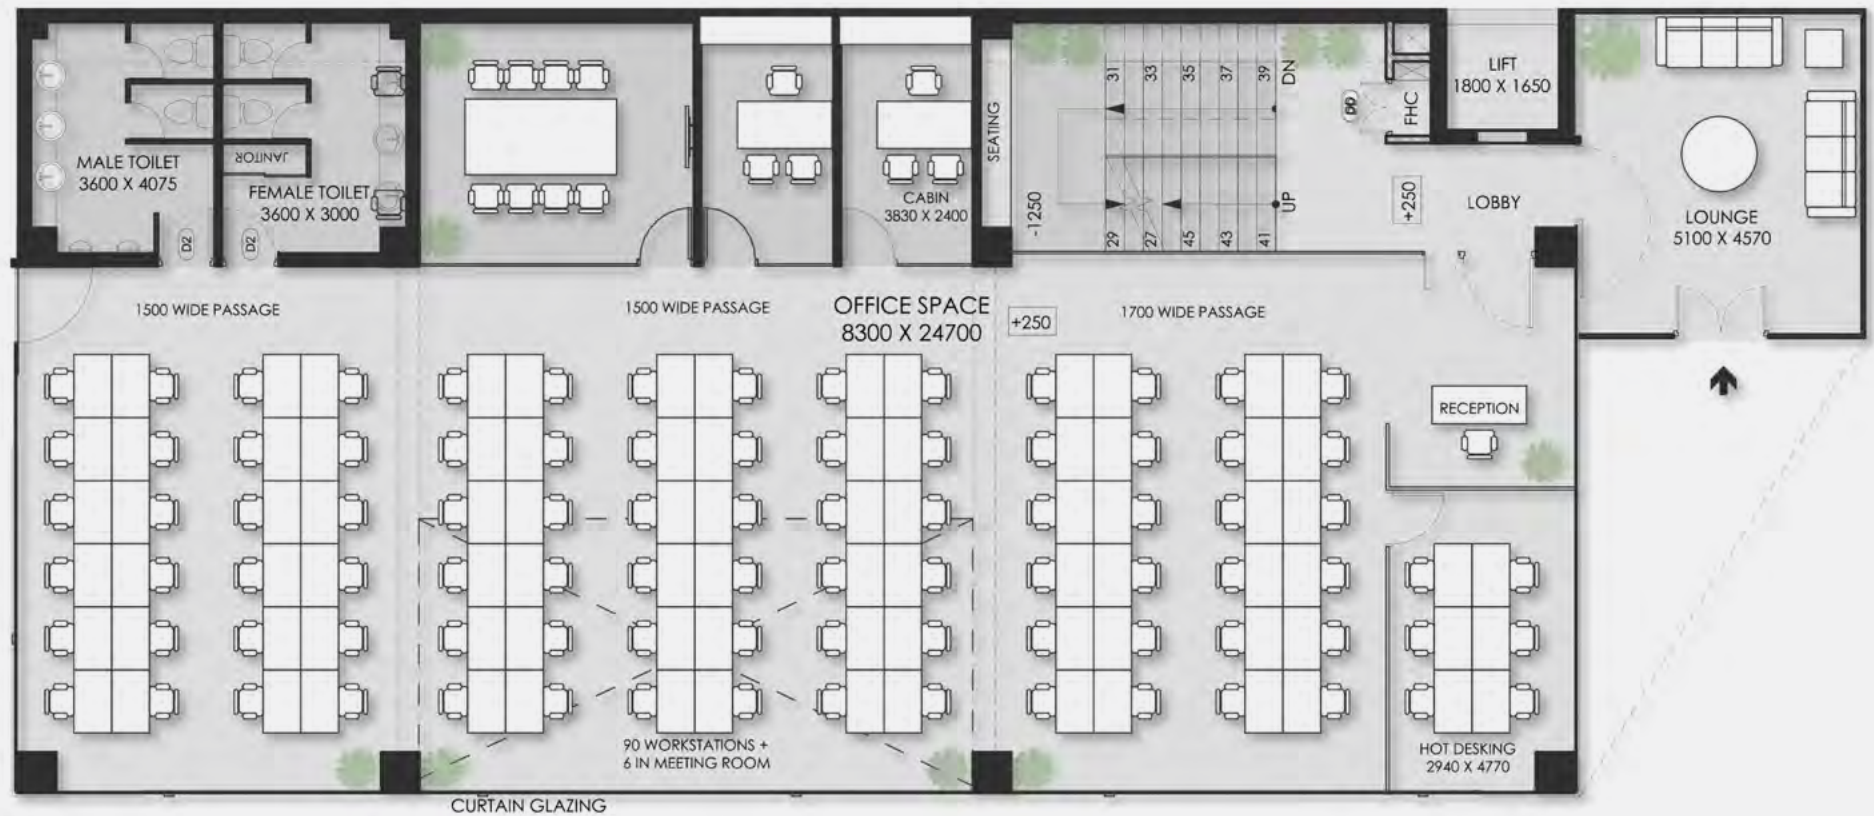 MALE TOILET
3600 X 4075
D2
JANITOR
FEMALE TOILET
3600 X 3000
D2
CABIN
3830 X 2400
SEATING
-1250
31
33
35
37
39
DN
29
27
45
43
41
UP
DD
FHC
+250
LIFT
1800 X 1650
LOBBY
LOUNGE
5100 X 4570
1500 WIDE PASSAGE
1500 WIDE PASSAGE
OFFICE SPACE
8300 X 24700
+250
1700 WIDE PASSAGE
RECEPTION
90 WORKSTATIONS +
6 IN MEETING ROOM
HOT DESKING
2940 X 4770
CURTAIN GLAZING